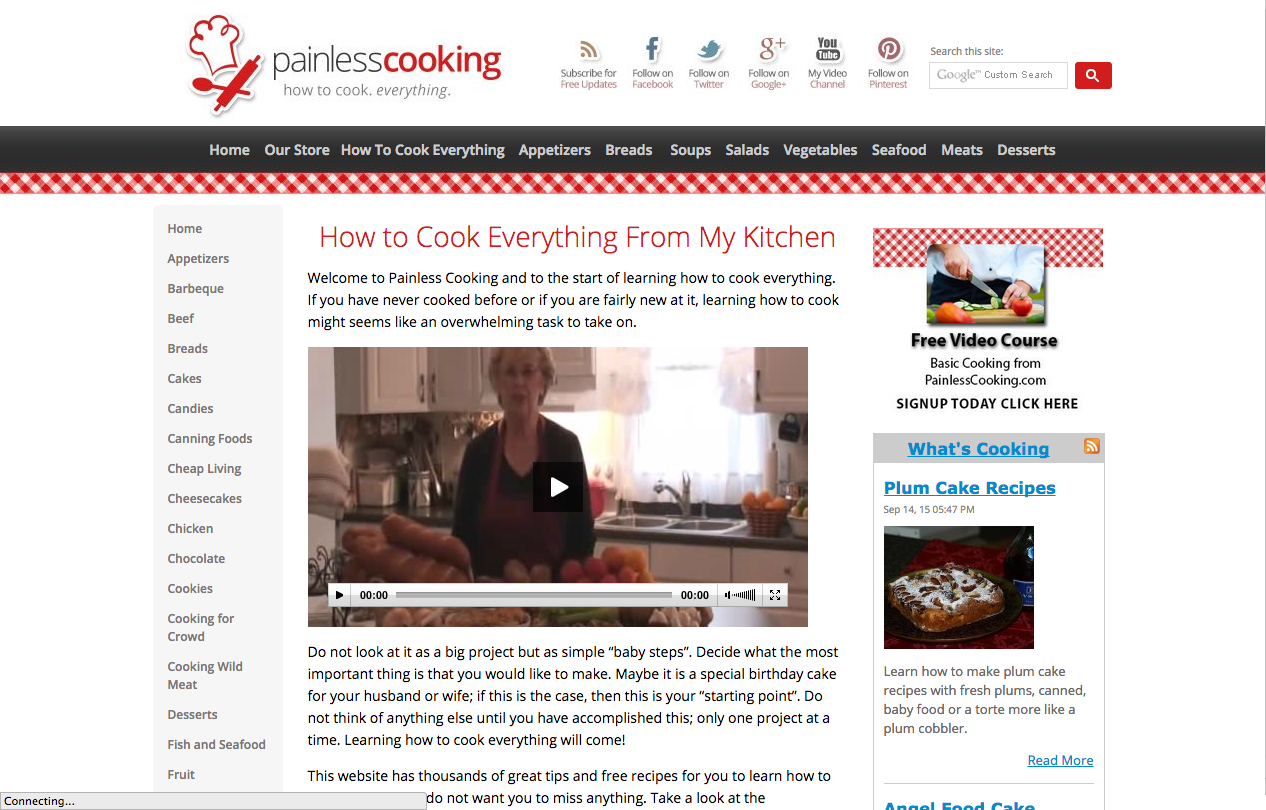 painlesscooking
how to cook. everything.
Subscribe for
Free Updates
Follow on
Facebook
Follow on
Twitter
g+
Follow on
Google+
You
Tube
My Video
Channel
Follow on
Pinterest
Search this site:
Google™ Custom Search
Home Our Store How To Cook Everything Appetizers Breads Soups Salads Vegetables Seafood Meats Desserts
Home
Appetizers
Barbeque
Beef
Breads
Cakes
Candies
Canning Foods
Cheap Living
Cheesecakes
Chicken
Chocolate
Cookies
Cooking for
Crowd
Cooking Wild
Meat
Desserts
Fish and Seafood
Fruit
How to Cook Everything From My Kitchen
Welcome to Painless Cooking and to the start of learning how to cook everything.
If you have never cooked before or if you are fairly new at it, learning how to cook
might seems like an overwhelming task to take on.
00:00 00:00
Do not look at it as a big project but as simple “baby steps”. Decide what the most
important thing is that you would like to make. Maybe it is a special birthday cake
for your husband or wife; if this is the case, then this is your “starting point”. Do
not think of anything else until you have accomplished this; only one project at a
time. Learning how to cook everything will come!
This website has thousands of great tips and free recipes for you to learn how to
do not want you to miss anything. Take a look at the
Free Video Course
Basic Cooking from
PainlessCooking.com
SIGNUP TODAY CLICK HERE
What's Cooking
Plum Cake Recipes
Sep 14, 15 05:47 PM
Learn how to make plum cake
recipes with fresh plums, canned,
baby food or a torte more like a
plum cobbler.
Read More
Angel Food Cake
Connecting...